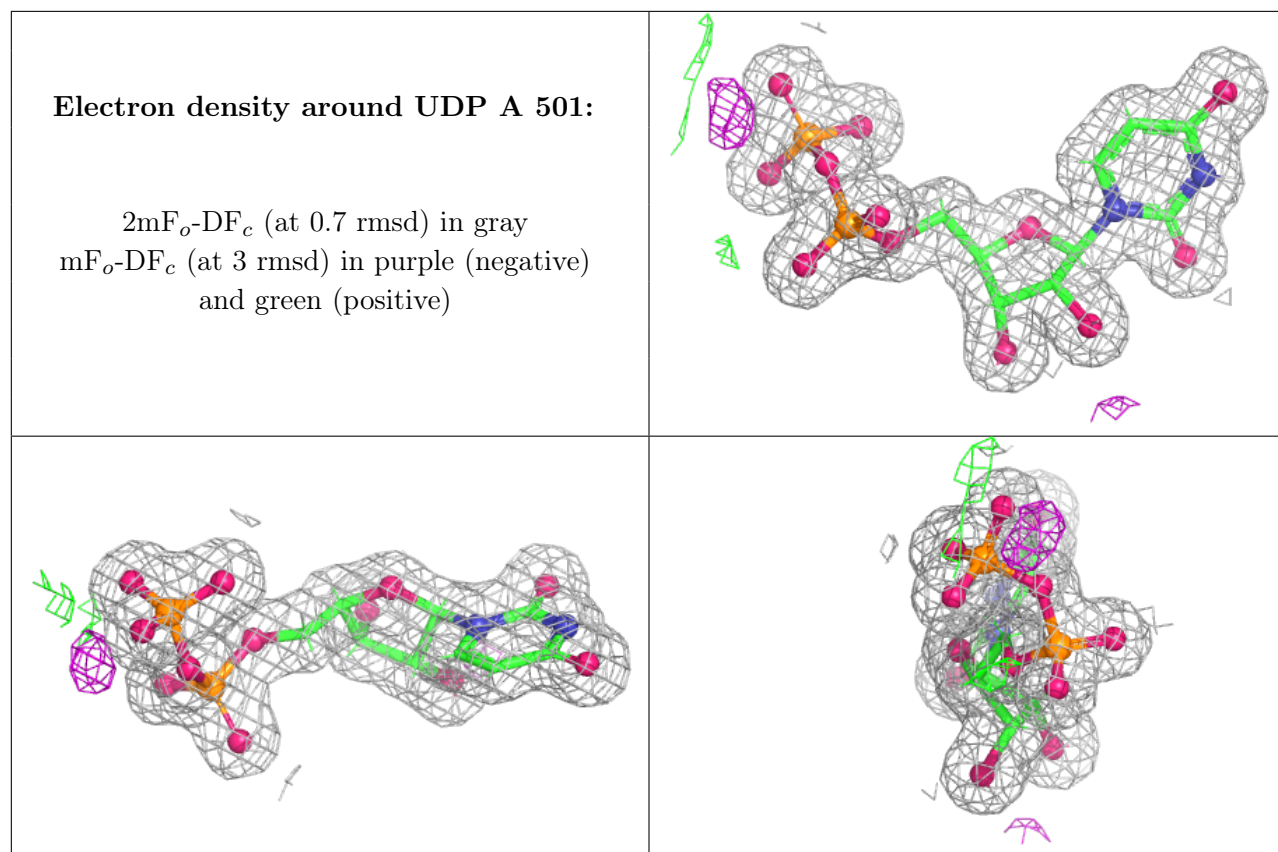 Electron density around UDP A 501:
2mFo-DFc (at 0.7 rmsd) in gray
mFo-DFc (at 3 rmsd) in purple (negative)
and green (positive)